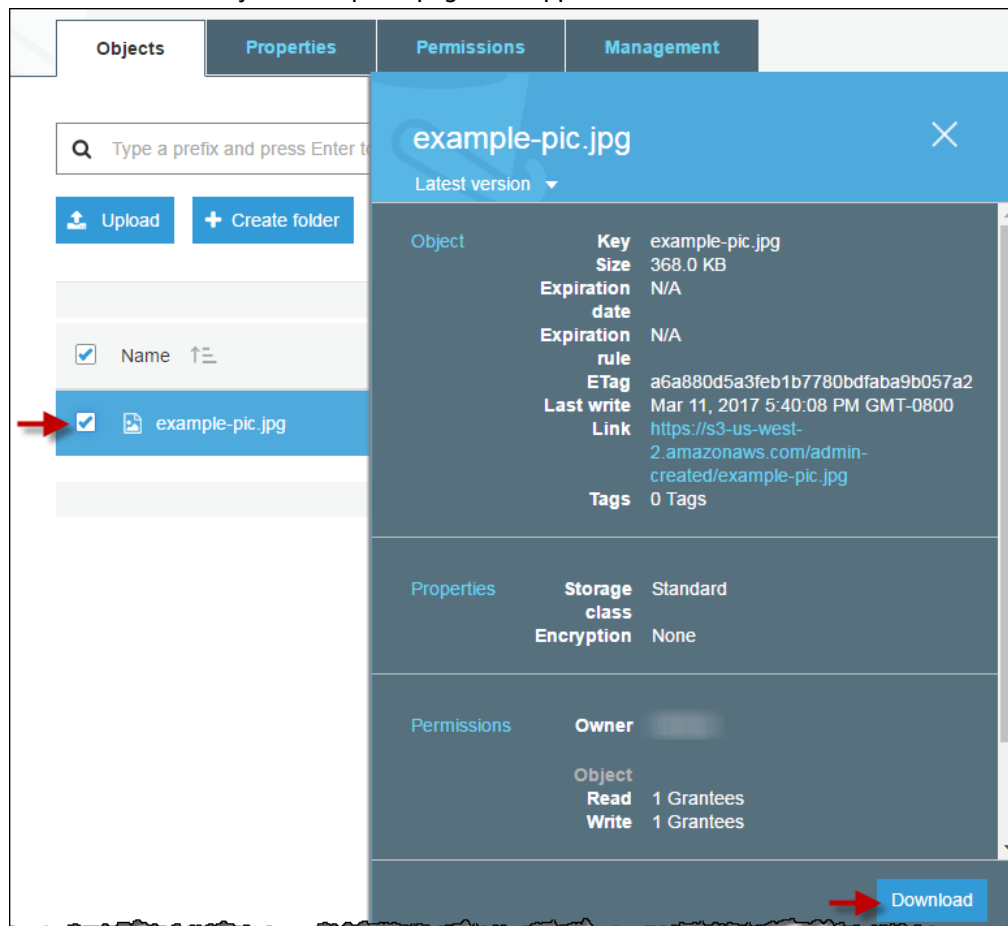 Objects
Properties
Permissions
Management
Type a prefix and press Enter t
Upload
Create folder
Name
example-pic.jpg
example-pic.jpg
Latest version
Object
Key example-pic.jpg
Size 368.0 KB
Expiration N/A
date
Expiration N/A
rule
ETag a6a880d5a3feb1b7780bdfaba9b057a2
Last write Mar 11, 2017 5:40:08 PM GMT-0800
Link https://s3-us-west-
2.amazonaws.com/admin-
created/example-pic.jpg
Tags 0 Tags
Properties
Storage Standard
class
Encryption None
Permissions
Owner
Object
Read 1 Grantees
Write 1 Grantees
Download